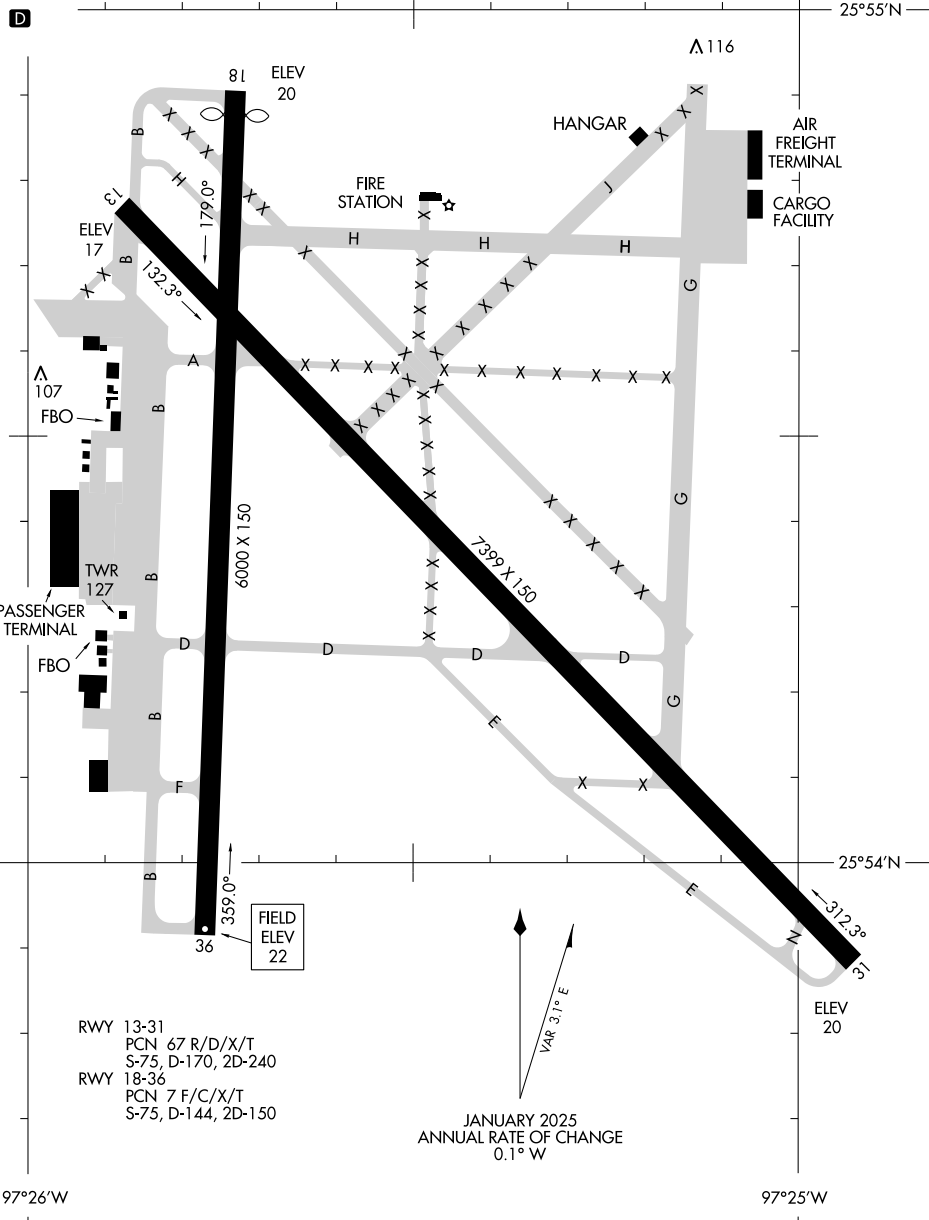 D
25°55'N
116
18
ELEV
20
HANGAR
AIR
FREIGHT
TERMINAL
B
X
X
X
X
X
X
H
FIRE
STATION
J
CARGO
FACILITY
13
179.0°
X
X
X
ELEV
17
H
H
H
B
X
X
X
132.3°
X
X
X
X
X
G
X
X
X
X
X
X
A
X
X
X
X
X
X
X
X
X
X
X
X
X
X
107
B
X
X
X
X
X
X
FBO
X
X
X
X
G
6000 X 150
7399 X 150
X
X
X
X
X
TWR
127
B
X
X
X
X
PASSENGER
TERMINAL
D
D
D
D
FBO
B
E
G
F
X
X
25°54'N
B
359.0°
E
312.3°
FIELD
ELEV
22
N
36
31
ELEV
20
VAR 3.1° E
RWY 13-31
PCN 67 R/D/X/T
S-75, D-170, 2D-240
RWY 18-36
PCN 7 F/C/X/T
S-75, D-144, 2D-150
JANUARY 2025
ANNUAL RATE OF CHANGE
0.1° W
97°26'W
97°25'W